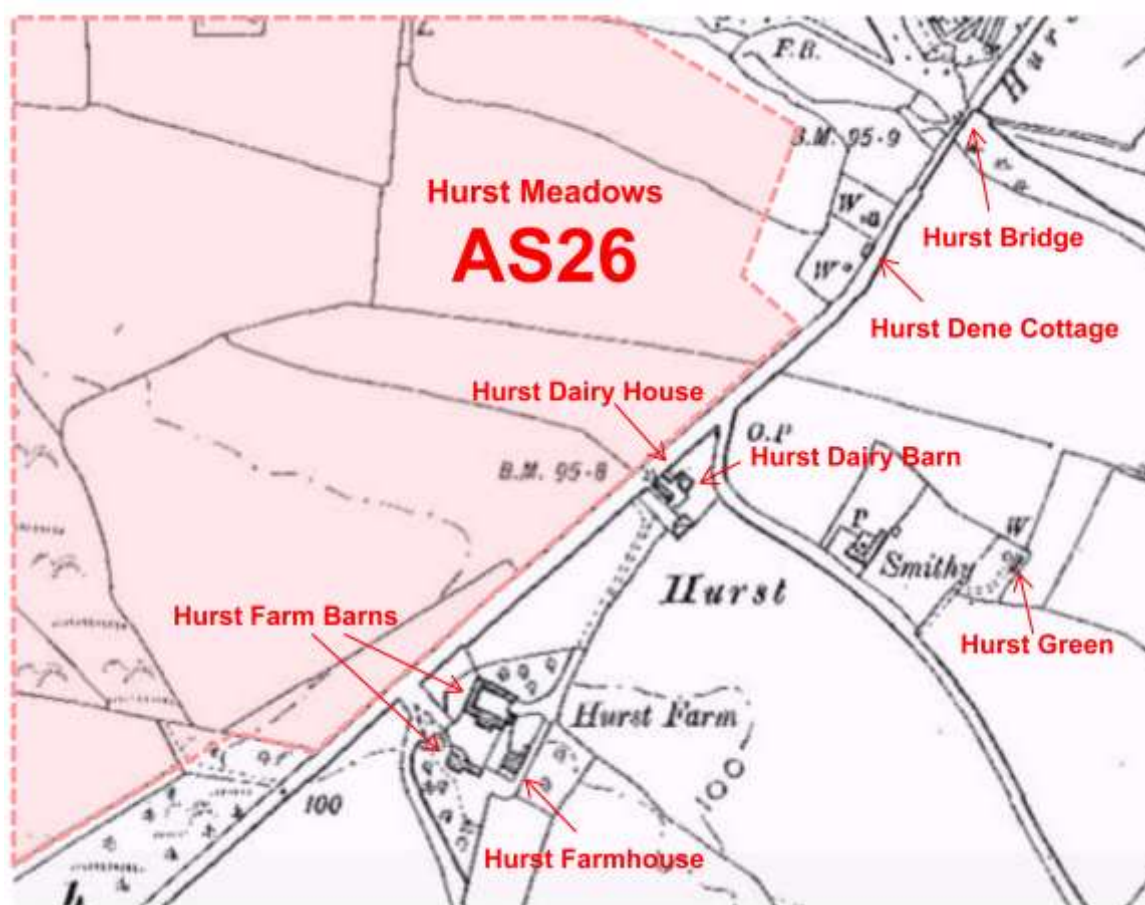 F.B.
Hurs
B.M. 95·9
Hurst Meadows
AS26
W
Hurst Bridge
W
Hurst Dene Cottage
Hurst Dairy House
O.P
Hurst Dairy Barn
B.M. 95·8
P
W
Smithy
Hurst
Hurst Farm Barns
Hurst Green
Hurst Farm
100
100
Hurst Farmhouse